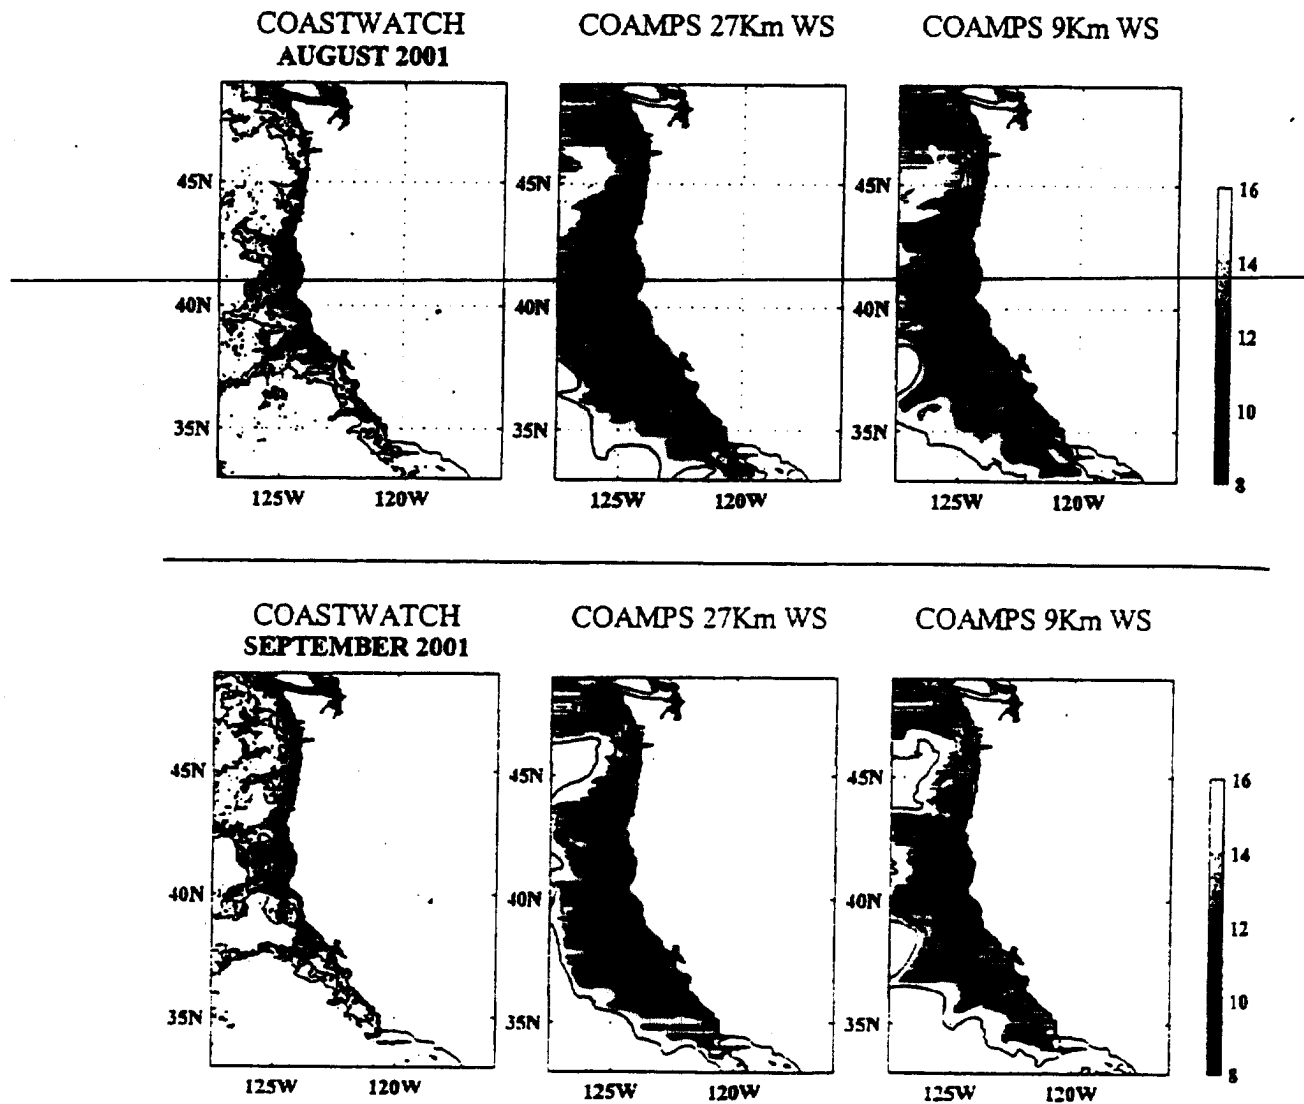 COASTWATCH
AUGUST 2001
COAMPS 27Km WS
COAMPS 9Km WS
45N
40N
35N
125W
120W
45N
40N
35N
125W
120W
45N
40N
35N
125W
120W
16
14
12
10
8
COASTWATCH
SEPTEMBER 2001
COAMPS 27Km WS
COAMPS 9Km WS
45N
40N
35N
125W
120W
45N
40N
35N
125W
120W
45N
40N
35N
125W
120W
16
14
12
10
8